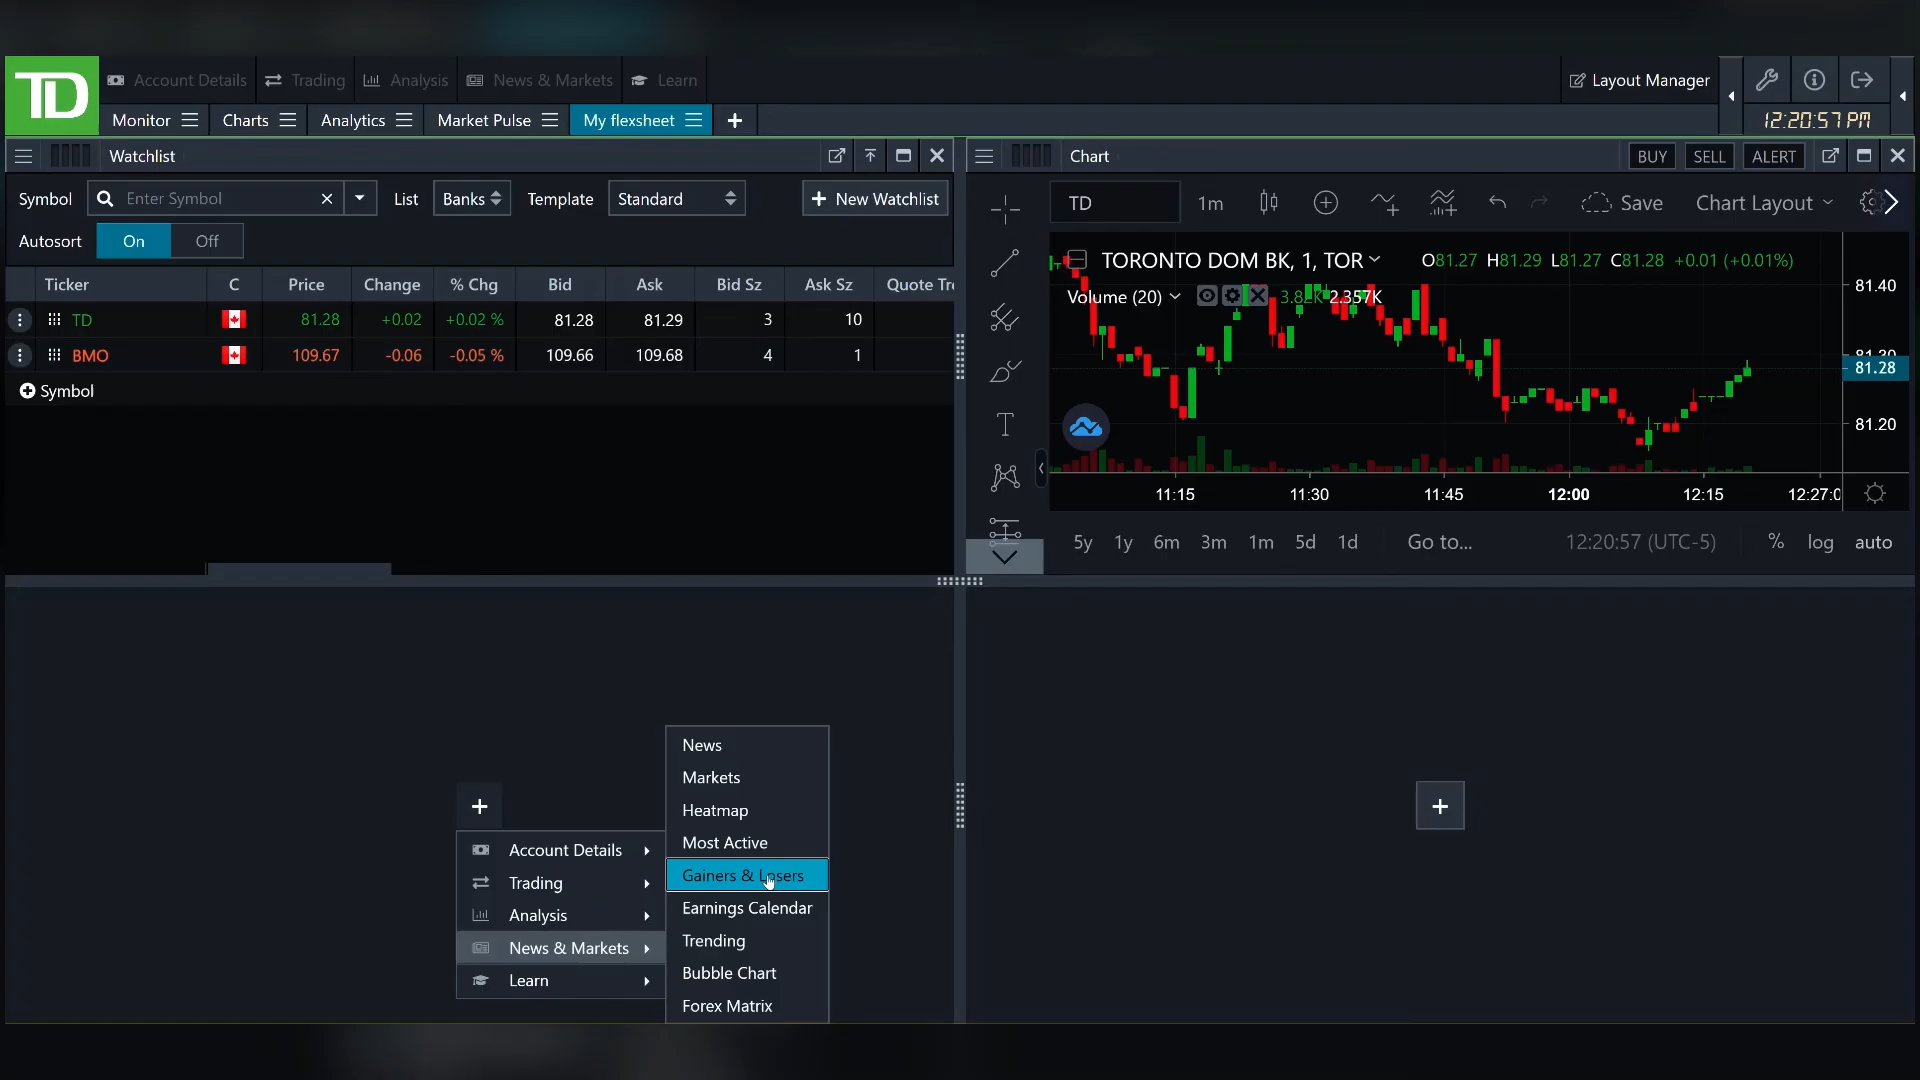 TD
Account Details
Trading
Analysis
News & Markets
Learn
Layout Manager
Monitor
Charts
Analytics
Market Pulse
My flexsheet
12:20:57 PM
Watchlist
Symbol
Enter Symbol
List
Banks
Template
Standard
+ New Watchlist
Autosort
On
Off
Ticker C Price Change % Chg Bid Ask Bid Sz Ask Sz Quote Tr
TD 81.28 +0.02 +0.02 % 81.28 81.29 3 10
BMO 109.67 -0.06 -0.05 % 109.66 109.68 4 1
Symbol
Chart
BUY
SELL
ALERT
TD
1m
Save
Chart Layout
TORONTO DOM BK, 1, TOR
O81.27 H81.29 L81.27 C81.28 +0.01 (+0.01%)
Volume (20)
2.357K
81.40
81.30
81.28
81.20
11:15 11:30 11:45 12:00 12:15 12:27:0
5y 1y 6m 3m 1m 5d 1d
Go to...
12:20:57 (UTC-5)
% log auto
Account Details
Trading
Analysis
News & Markets
Learn
News
Markets
Heatmap
Most Active
Gainers & Losers
Earnings Calendar
Trending
Bubble Chart
Forex Matrix